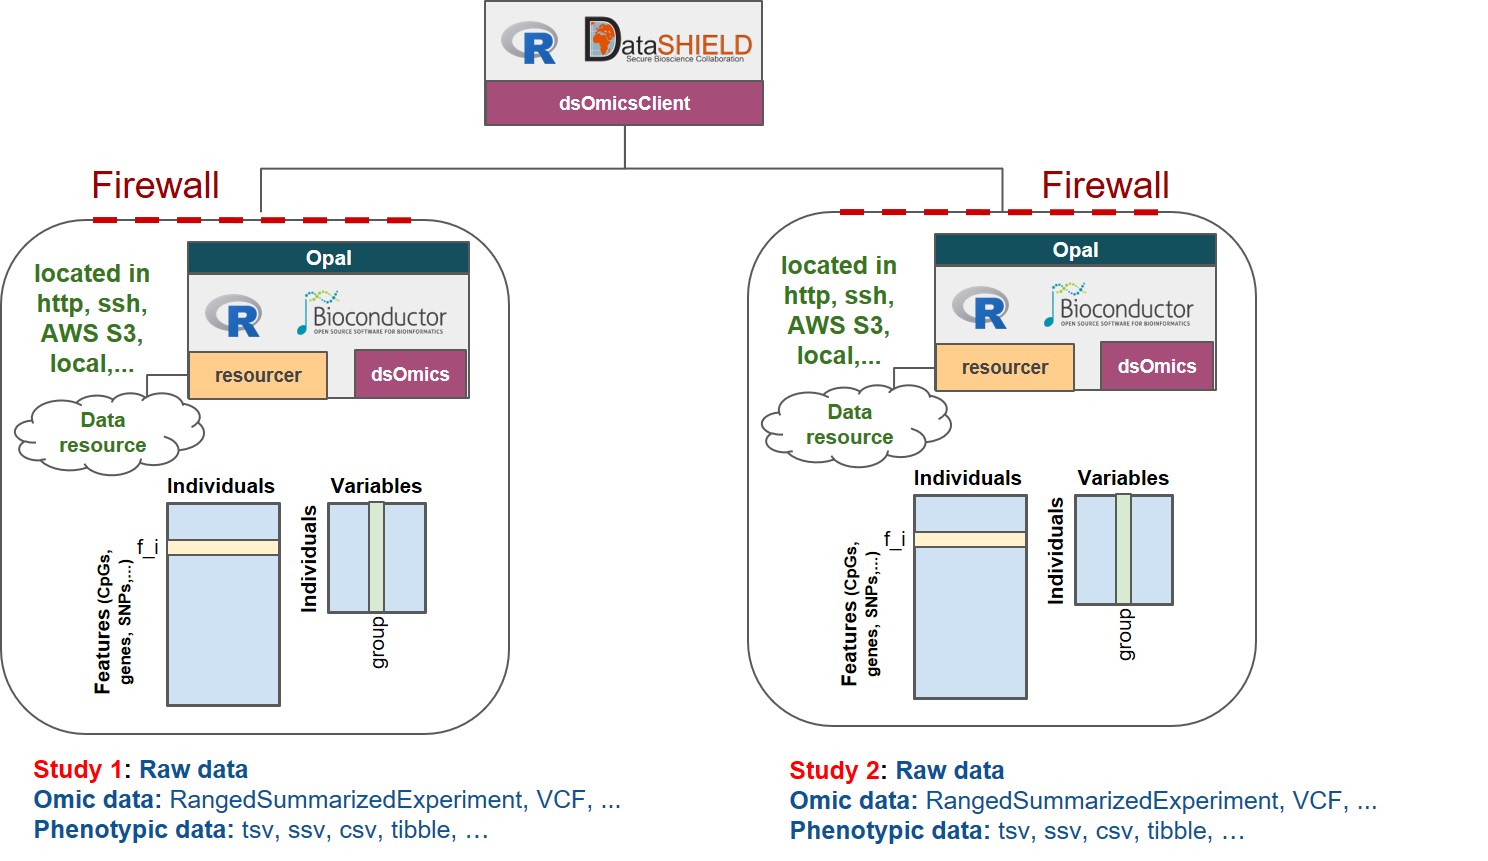 R DataSHIELD
Secure Bioscience Collaboration
dsOmicsClient
Firewall
located in
http, ssh,
AWS S3,
local,...
Opal
R Bioconductor
OPEN SOURCE SOFTWARE FOR BIOINFORMATICS
resourcer
dsOmics
Data
resource
Individuals
f_i
Features (CpGs,
genes, SNPs,...)
Variables
Individuals
group
Study 1: Raw data
Omic data: RangedSummarizedExperiment, VCF, ...
Phenotypic data: tsv, ssv, csv, tibble, …
Firewall
located in
http, ssh,
AWS S3,
local,...
Opal
R Bioconductor
OPEN SOURCE SOFTWARE FOR BIOINFORMATICS
resourcer
dsOmics
Data
resource
Individuals
f_i
Features (CpGs,
genes, SNPs,...)
Variables
Individuals
group
Study 2: Raw data
Omic data: RangedSummarizedExperiment, VCF, ...
Phenotypic data: tsv, ssv, csv, tibble, …